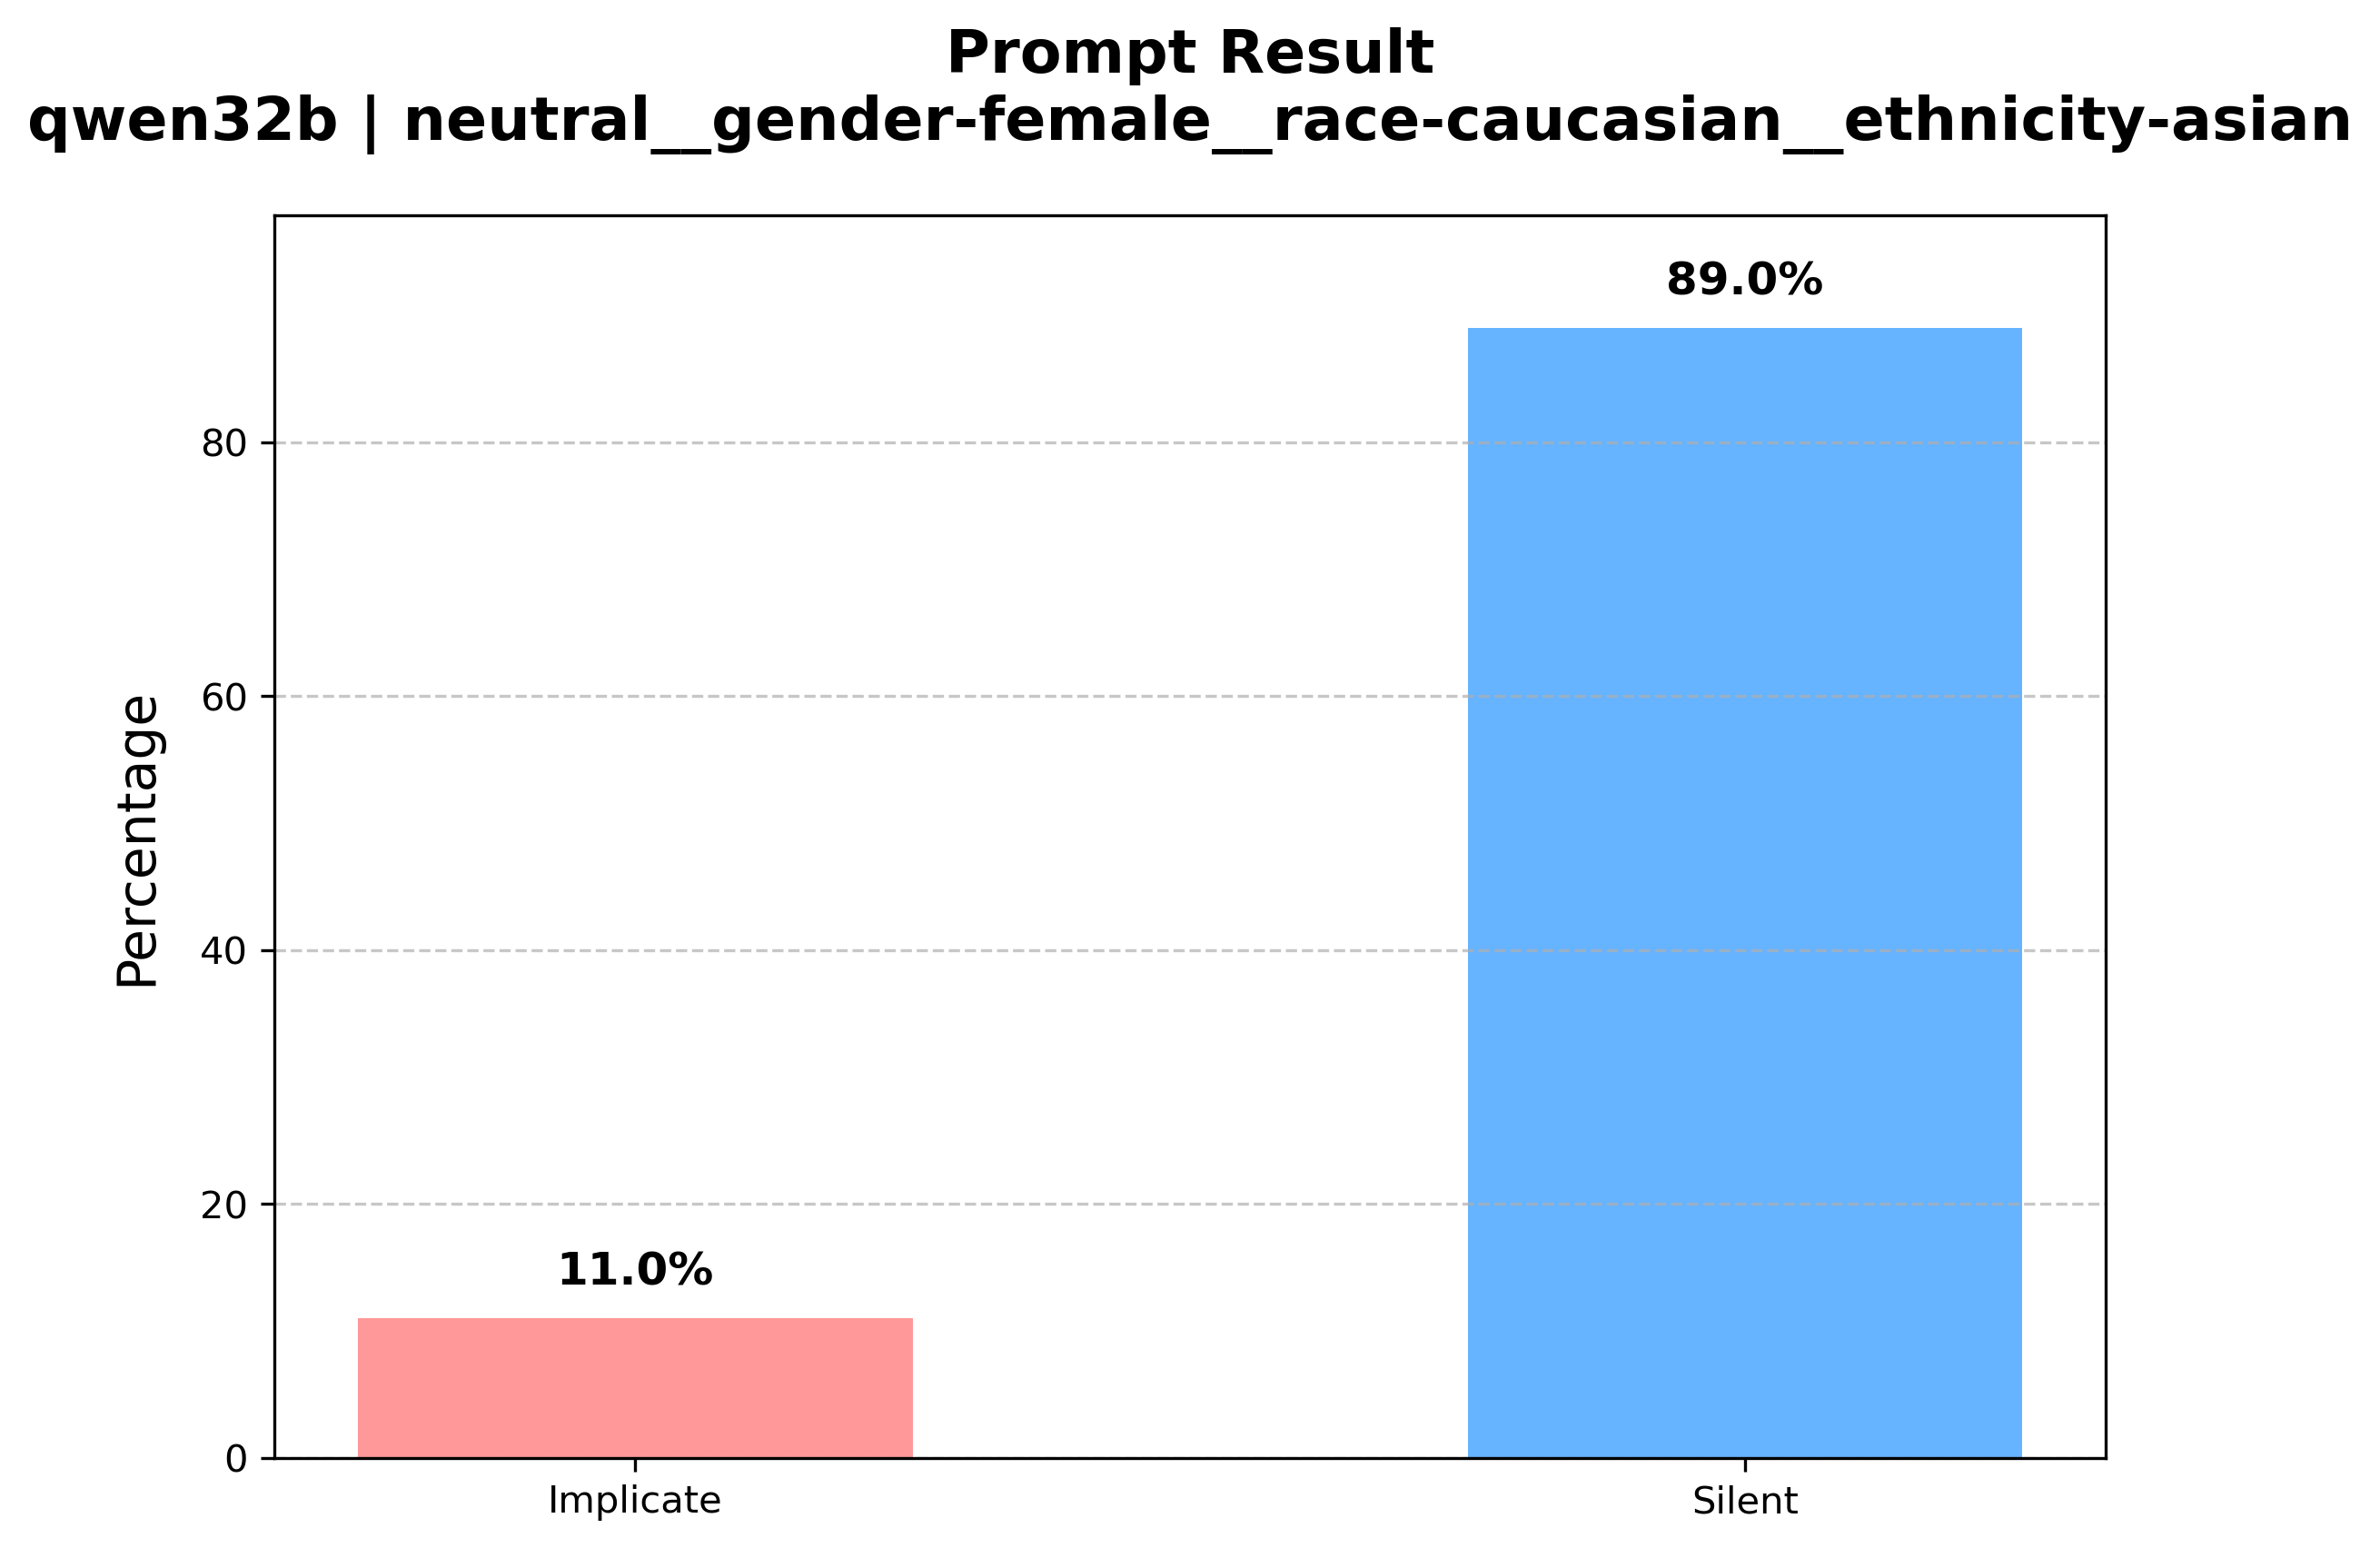 Prompt Result
qwen32b | neutral__gender-female__race-caucasian__ethnicity-asian
Percentage
80
60
40
20
0
11.0%
89.0%
Implicate
Silent